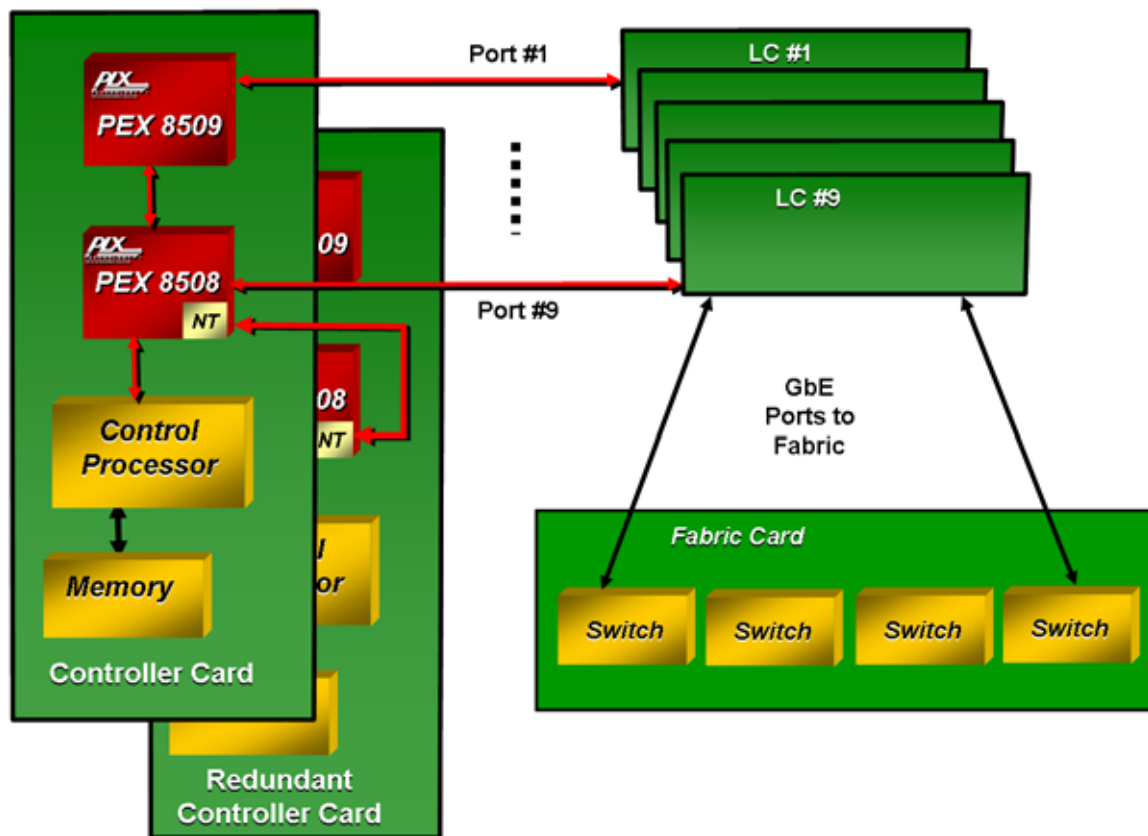 PLX
PEX 8509
PLX
PEX 8508
NT
Control
Processor
Memory
Controller Card
09
08
NT
l
or
Redundant
Controller Card
Port #1
Port #9
LC #1
LC #9
GbE
Ports to
Fabric
Fabric Card
Switch
Switch
Switch
Switch